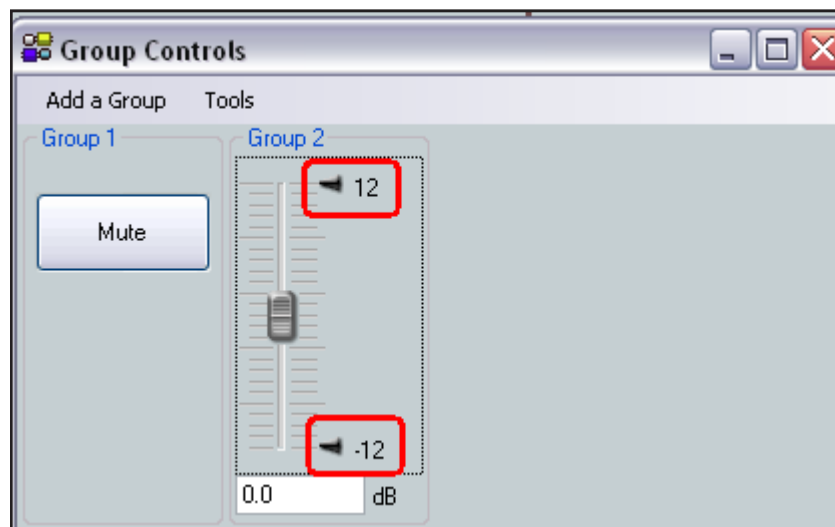 Group Controls
Add a Group Tools
Group 1
Mute
Group 2
12
-12
0.0 dB